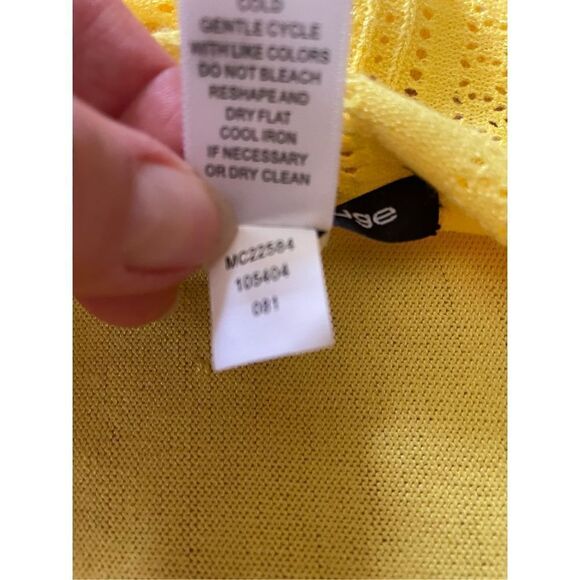 COLD
GENTLE CYCLE
WITH LIKE COLORS
DO NOT BLEACH
RESHAPE AND
DRY FLAT
COOL IRON
IF NECESSARY
OR DRY CLEAN
MC22584
105404
081